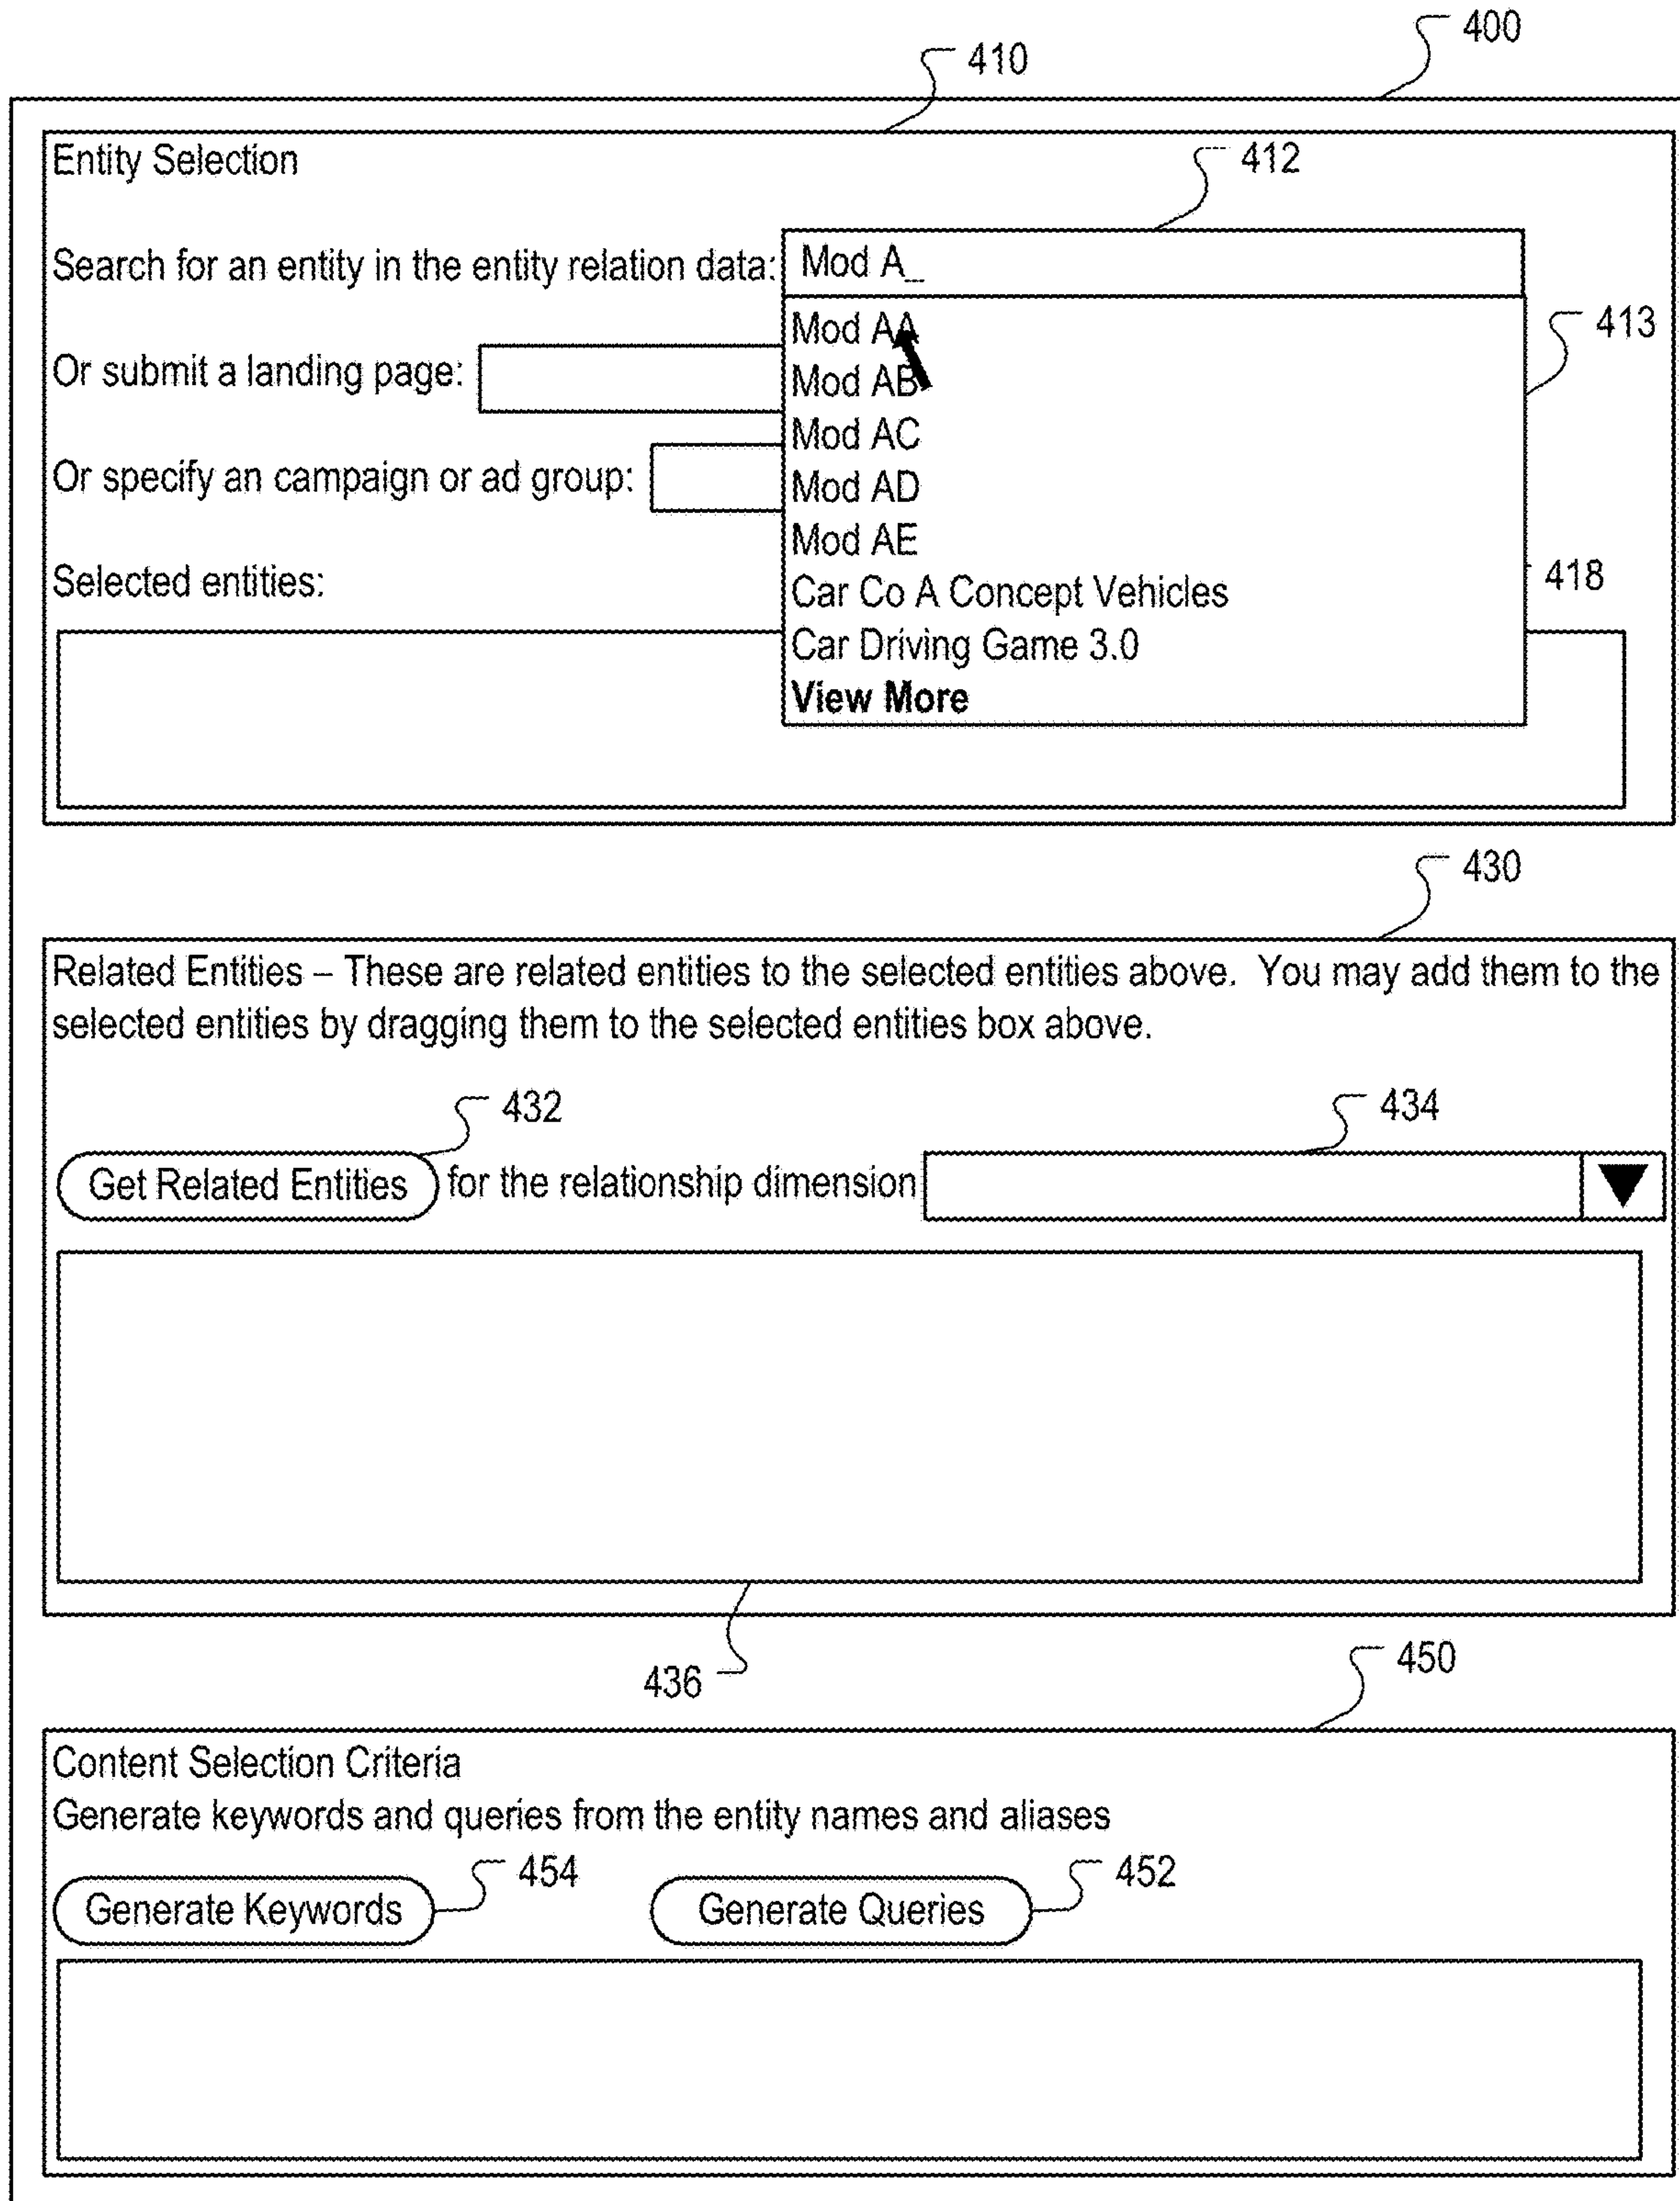 400
410
Entity Selection
412
Search for an entity in the entity relation data: Mod A_
Mod AA
413
Or submit a landing page:
Mod AB
Mod AC
Or specify an campaign or ad group:
Mod AD
Mod AE
Selected entities:
418
Car Co A Concept Vehicles
Car Driving Game 3.0
View More
430
Related Entities – These are related entities to the selected entities above. You may add them to the
selected entities by dragging them to the selected entities box above.
432
434
Get Related Entities for the relationship dimension
436
450
Content Selection Criteria
Generate keywords and queries from the entity names and aliases
454
452
Generate Keywords
Generate Queries